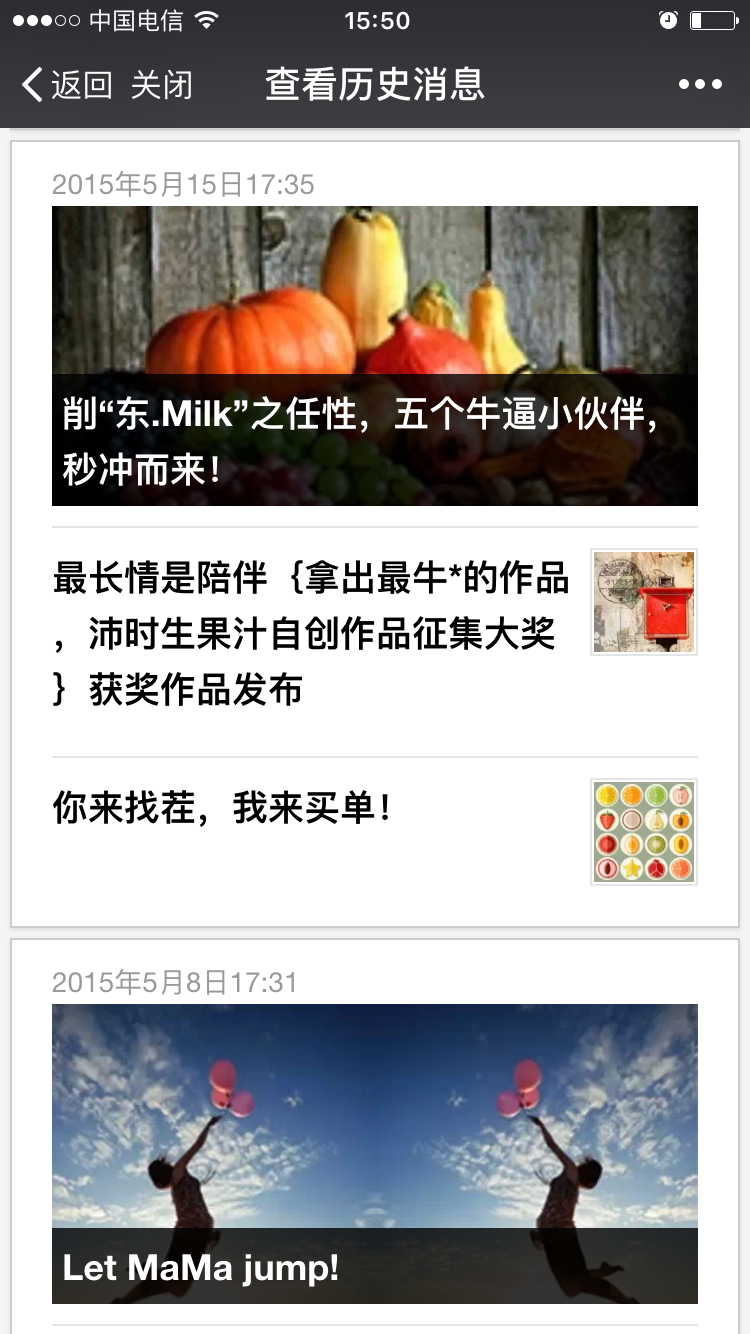 中国电信 15:50
返回 关闭 查看历史消息
2015年5月15日17:35
削“东.Milk”之任性，五个牛逼小伙伴，
秒冲而来！
最长情是陪伴｛拿出最牛*的作品
，沛时生果汁自创作品征集大奖
｝获奖作品发布
你来找茬，我来买单！
2015年5月8日17:31
Let MaMa jump!